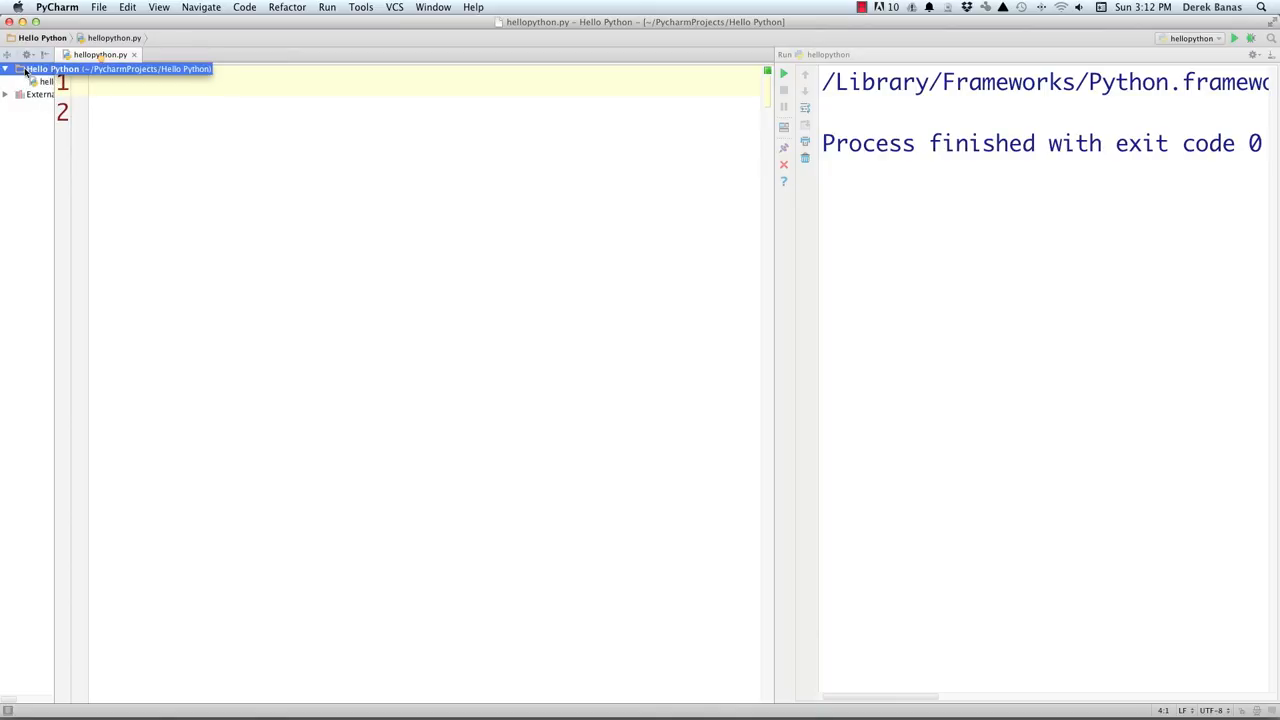 PyCharm File Edit View Navigate Code Refactor Run Tools VCS Window Help 10 Sun 3:12 PM Derek Banas
hellopython.py – Hello Python – [~/PycharmProjects/Hello Python]
Hello Python hellopython.py hellopython
hellopython.py Run hellopython
Hello Python (~/PycharmProjects/Hello Python)
hell
Externa
1
2
/Library/Frameworks/Python.framewo
Process finished with exit code 0
4:1 LF UTF-8